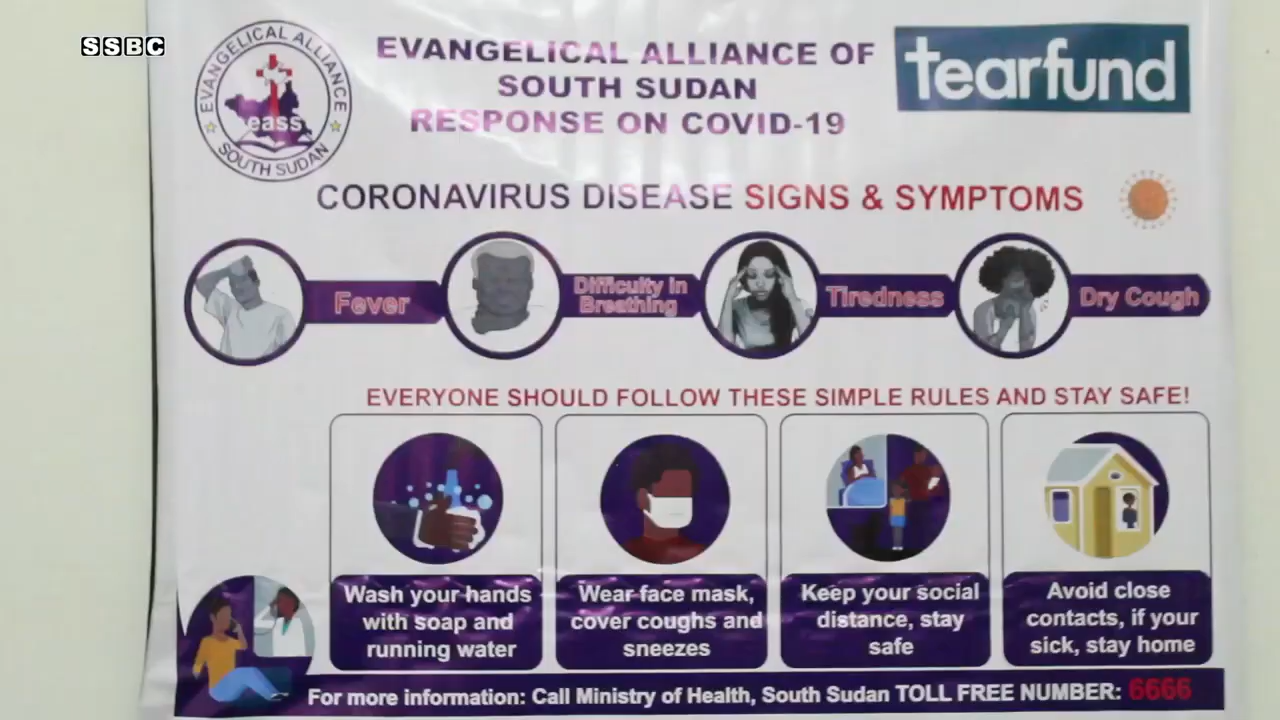 SSBC
EVANGELICAL ALLIANCE
eass
SOUTH SUDAN
EVANGELICAL ALLIANCE OF
SOUTH SUDAN
RESPONSE ON COVID-19
tearfund
CORONAVIRUS DISEASE SIGNS & SYMPTOMS
Fever
Difficulty in
Breathing
Tiredness
Dry Cough
EVERYONE SHOULD FOLLOW THESE SIMPLE RULES AND STAY SAFE!
Wash your hands
with soap and
running water
Wear face mask,
cover coughs and
sneezes
Keep your social
distance, stay
safe
Avoid close
contacts, if your
sick, stay home
For more information: Call Ministry of Health, South Sudan TOLL FREE NUMBER: 6666